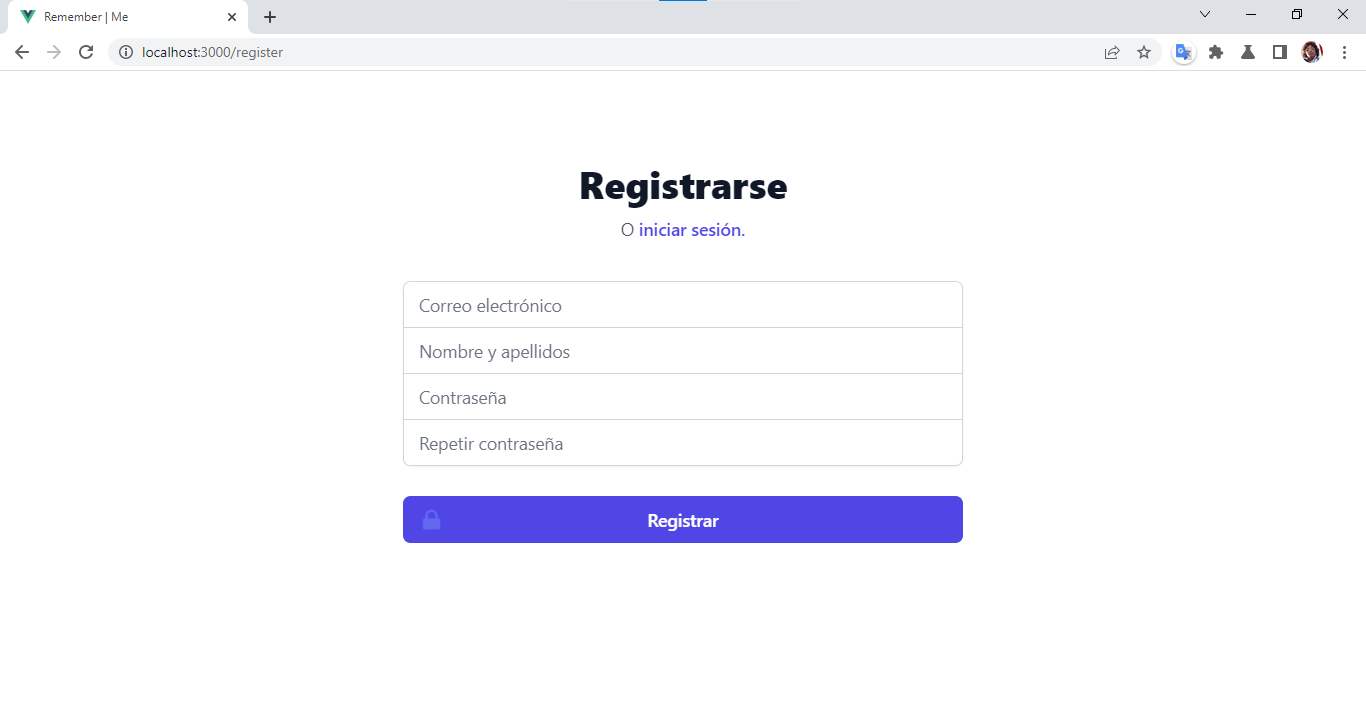 Remember | Me
localhost:3000/register
Registrarse
O iniciar sesión.
Correo electrónico
Nombre y apellidos
Contraseña
Repetir contraseña
Registrar